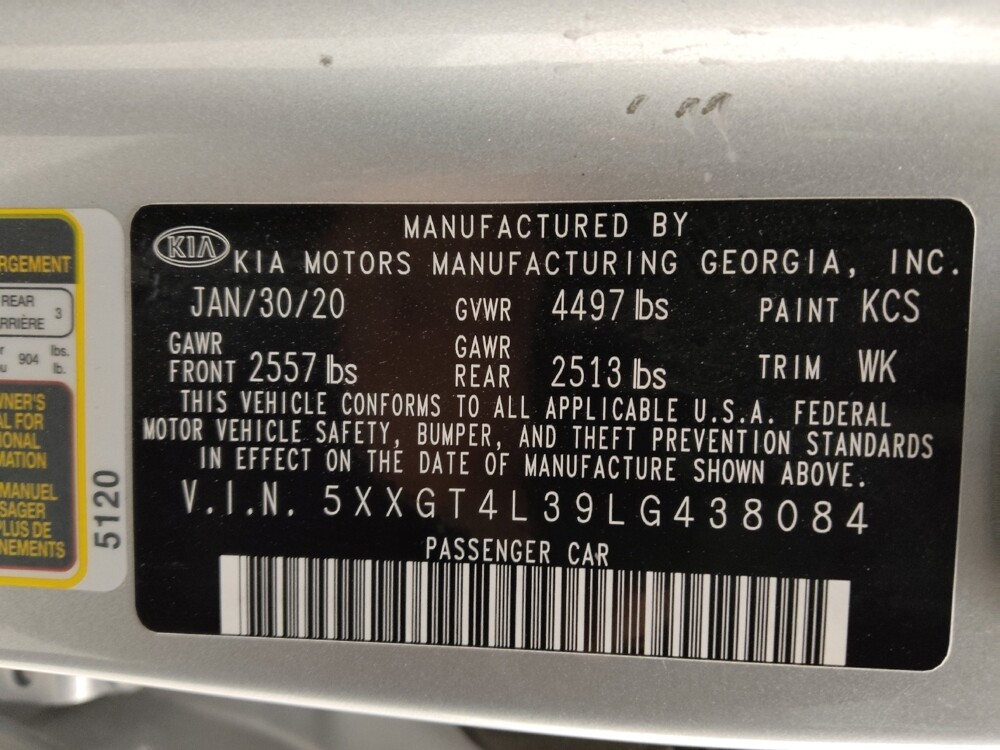 RGEMENT
REAR
RRIÈRE 3
904 lbs.
lb.
WNER'S
AL FOR
IONAL
MATION
MANUEL
SAGER
PLUS DE
NEMENTS
5120
KIA
MANUFACTURED BY
KIA MOTORS MANUFACTURING GEORGIA, INC.
JAN/30/20 GVWR 4497 lbs PAINT KCS
GAWR FRONT 2557 lbs GAWR REAR 2513 lbs TRIM WK
THIS VEHICLE CONFORMS TO ALL APPLICABLE U.S.A. FEDERAL
MOTOR VEHICLE SAFETY, BUMPER, AND THEFT PREVENTION STANDARDS
IN EFFECT ON THE DATE OF MANUFACTURE SHOWN ABOVE.
V.I.N. 5XXGT4L39LG438084
PASSENGER CAR